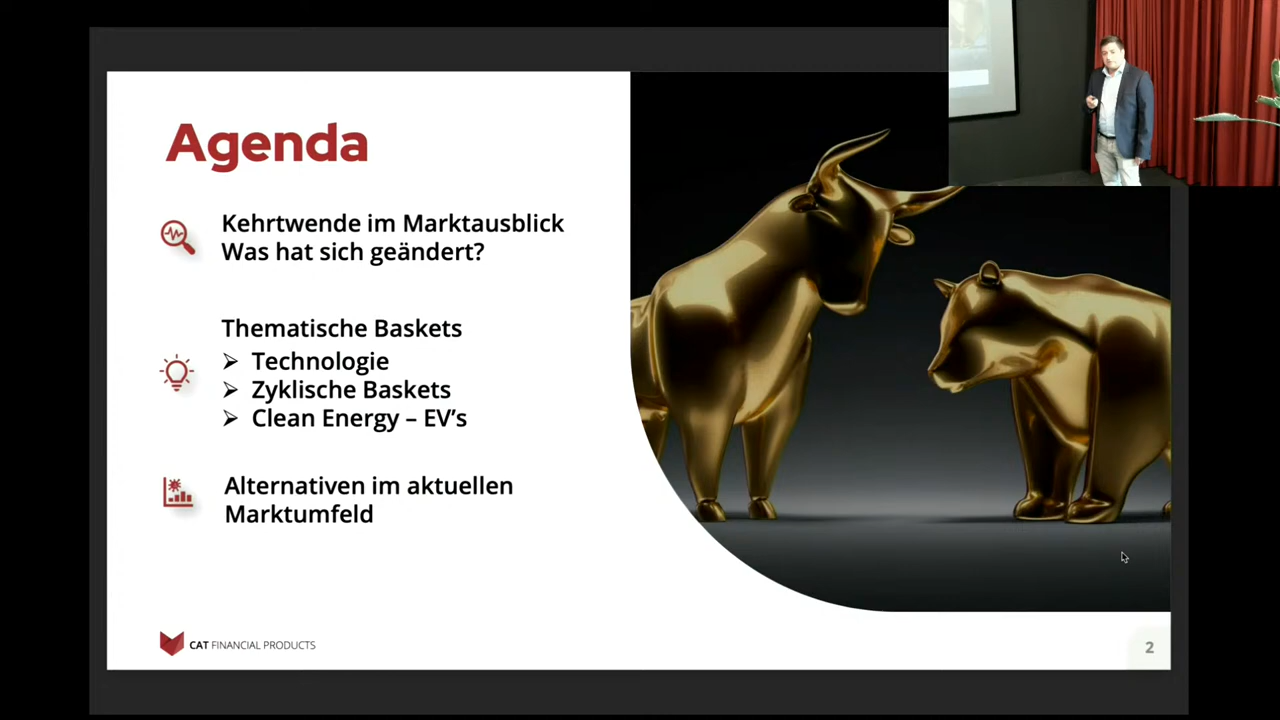 Agenda
Kehrtwende im Marktausblick
Was hat sich geändert?
Thematische Baskets
➢ Technologie
➢ Zyklische Baskets
➢ Clean Energy – EV’s
Alternativen im aktuellen
Marktumfeld
CAT FINANCIAL PRODUCTS
2